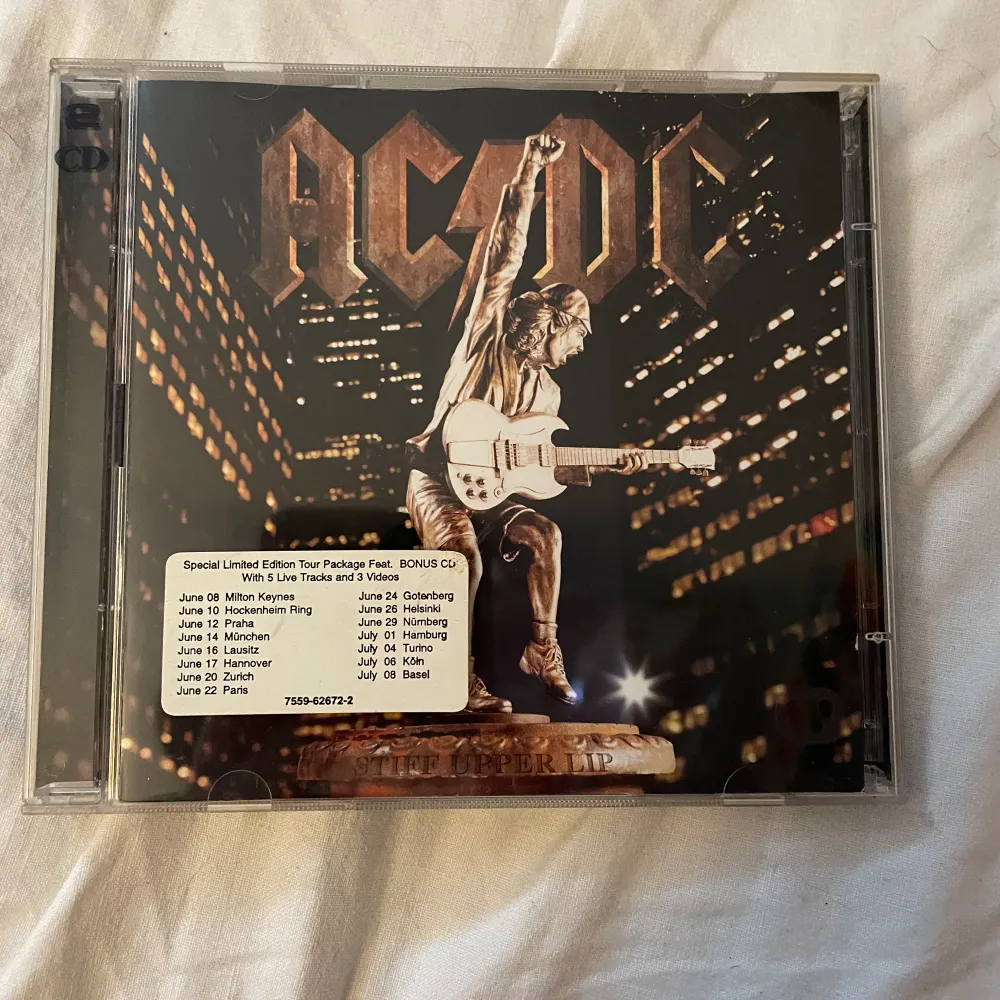 2
CD
AC DC
Special Limited Edition Tour Package Feat. BONUS CD
With 5 Live Tracks and 3 Videos
June 08 Milton Keynes
June 10 Hockenheim Ring
June 12 Praha
June 14 München
June 16 Lausitz
June 17 Hannover
June 20 Zurich
June 22 Paris
June 24 Gotenberg
June 26 Helsinki
June 29 Nürnberg
July 01 Hamburg
July 04 Turino
July 06 Köln
July 08 Basel
7559-62672-2
STIFF UPPER LIP